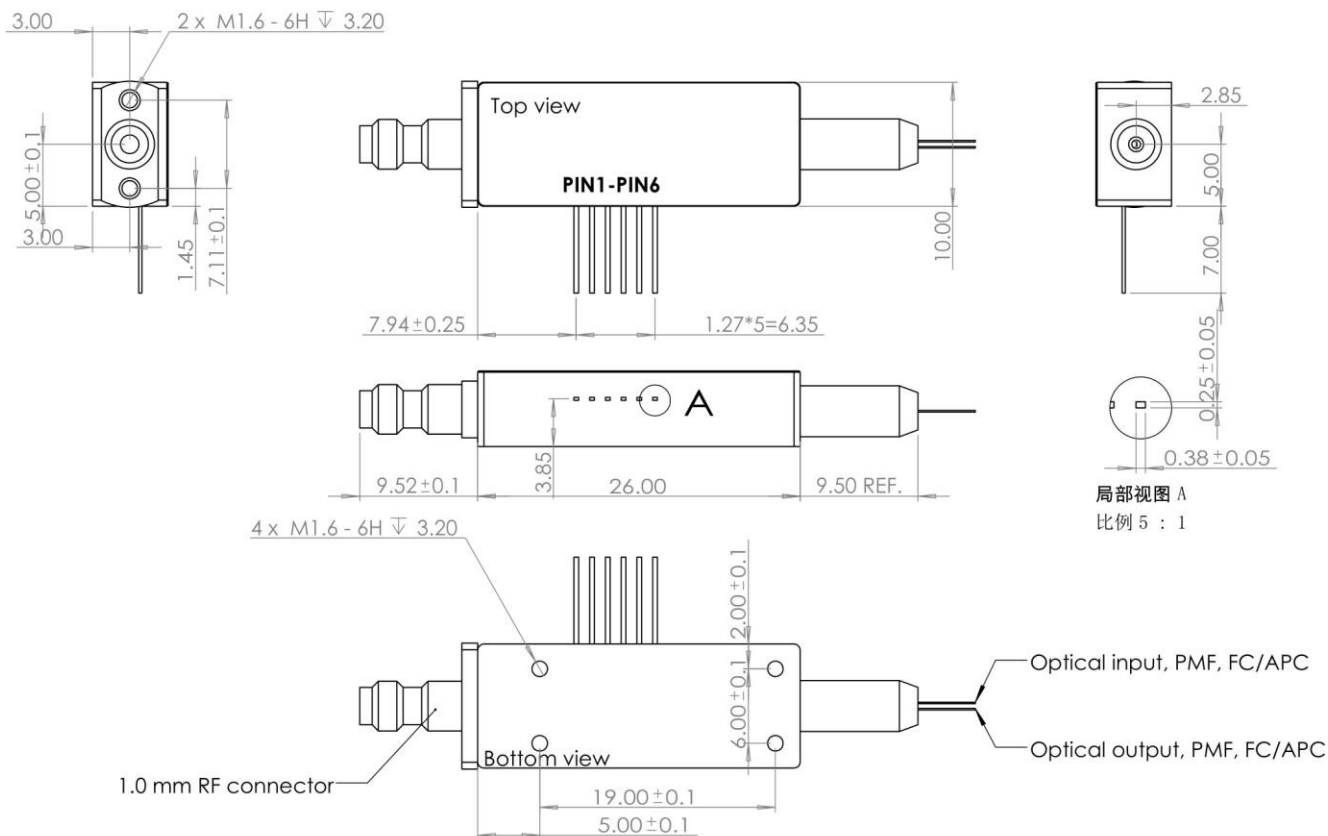 3.00
2 x M1.6 - 6H ↧ 3.20
5.00±0.1
3.00
1.45
7.11±0.1
Top view
PIN1-PIN6
10.00
7.94±0.25
1.27*5=6.35
2.85
5.00
7.00
A
3.85
9.52±0.1
26.00
9.50 REF.
0.25±0.05
0.38±0.05
局部视图 A
比例 5 : 1
4 x M1.6 - 6H ↧ 3.20
2.00±0.1
6.00±0.1
Bottom view
1.0 mm RF connector
19.00±0.1
5.00±0.1
Optical input, PMF, FC/APC
Optical output, PMF, FC/APC